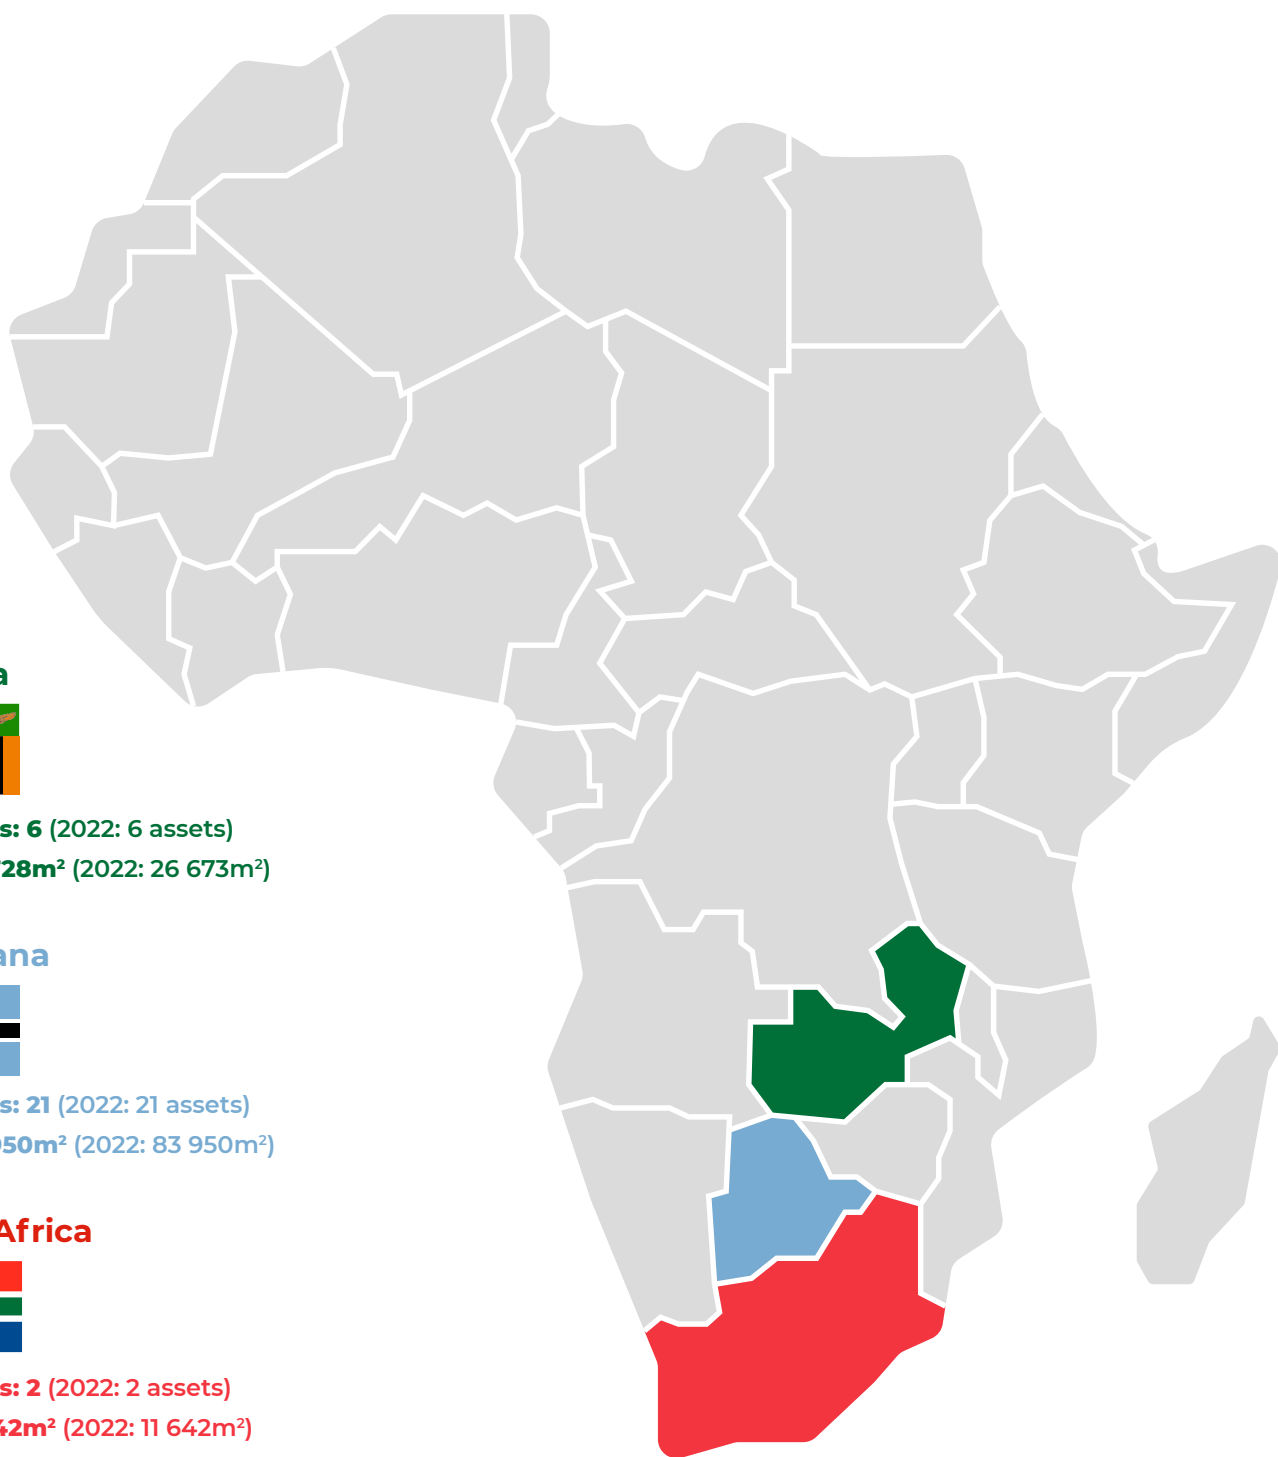 a
s: 6 (2022: 6 assets)
728m² (2022: 26 673m²)
ana
s: 21 (2022: 21 assets)
950m² (2022: 83 950m²)
Africa
s: 2 (2022: 2 assets)
42m² (2022: 11 642m²)